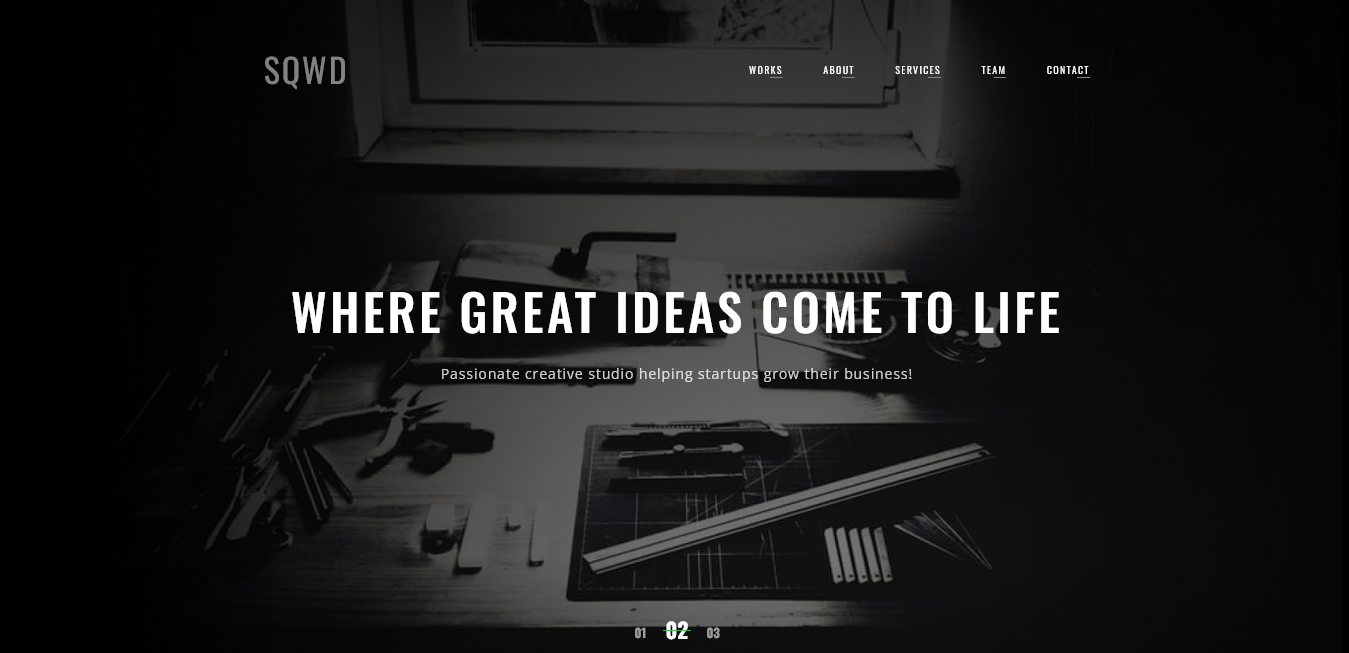 SQWD
WORKS ABOUT SERVICES TEAM CONTACT
WHERE GREAT IDEAS COME TO LIFE
Passionate creative studio helping startups grow their business!
01 02 03